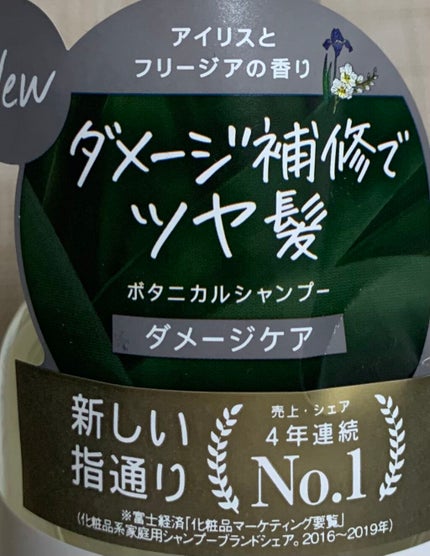 New
アイリスと
フリージアの香り
ダメージ補修で
ツヤ髪
ボタニカルシャンプー
ダメージケア
新しい
指通り
売上・シェア
4年連続
No.1
※富士経済「化粧品マーケティング要覧」
(化粧品系家庭用シャンプーブランドシェア。2016〜2019年)